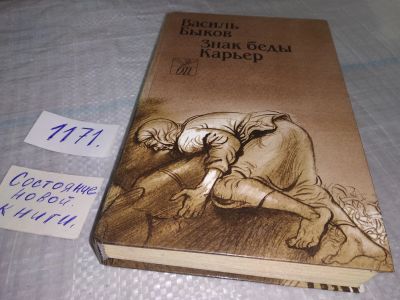 Василь
Быков
Знак беды
Карьер
1171.
Состояние
новой
книги.